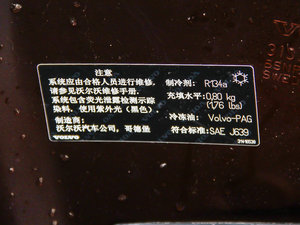 注意
系统应由合格人员进行维修,
请参见沃尔沃维修手册.
系统包含荧光泄露检测示踪
染料. 使用紫外光 (黑色)
制造商:
沃尔沃汽车公司, 哥德堡
VOLVO
制冷剂: R134a
充填水平: 0,80 kg
(1,76 lbs)
冷冻油: Volvo-PAG
符合标准: SAE J639